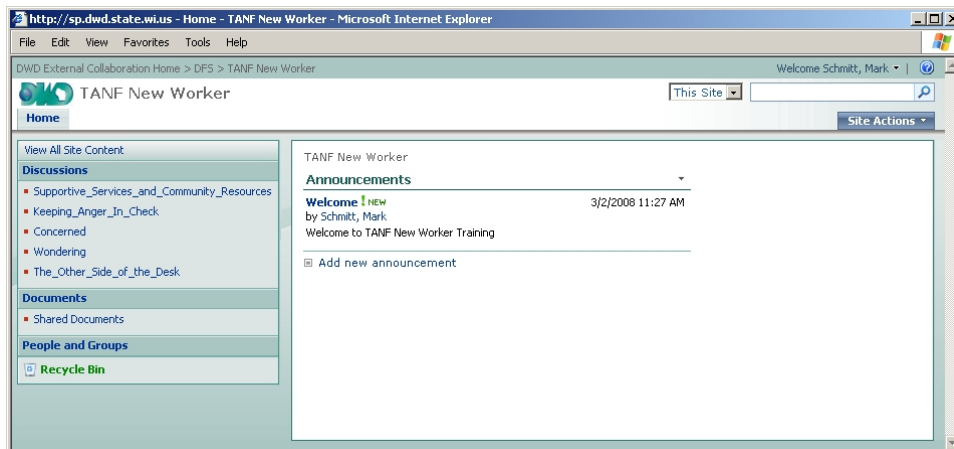 http://sp.dwd.state.wi.us - Home - TANF New Worker - Microsoft Internet Explorer
File Edit View Favorites Tools Help
DWD External Collaboration Home > DFS > TANF New Worker
Welcome Schmitt, Mark
DWD
TANF New Worker
This Site
Home
Site Actions
View All Site Content
Discussions
Supportive_Services_and_Community_Resources
Keeping_Anger_In_Check
Concerned
Wondering
The_Other_Side_of_the_Desk
Documents
Shared Documents
People and Groups
Recycle Bin
TANF New Worker
Announcements
Welcome ! NEW 3/2/2008 11:27 AM
by Schmitt, Mark
Welcome to TANF New Worker Training
Add new announcement